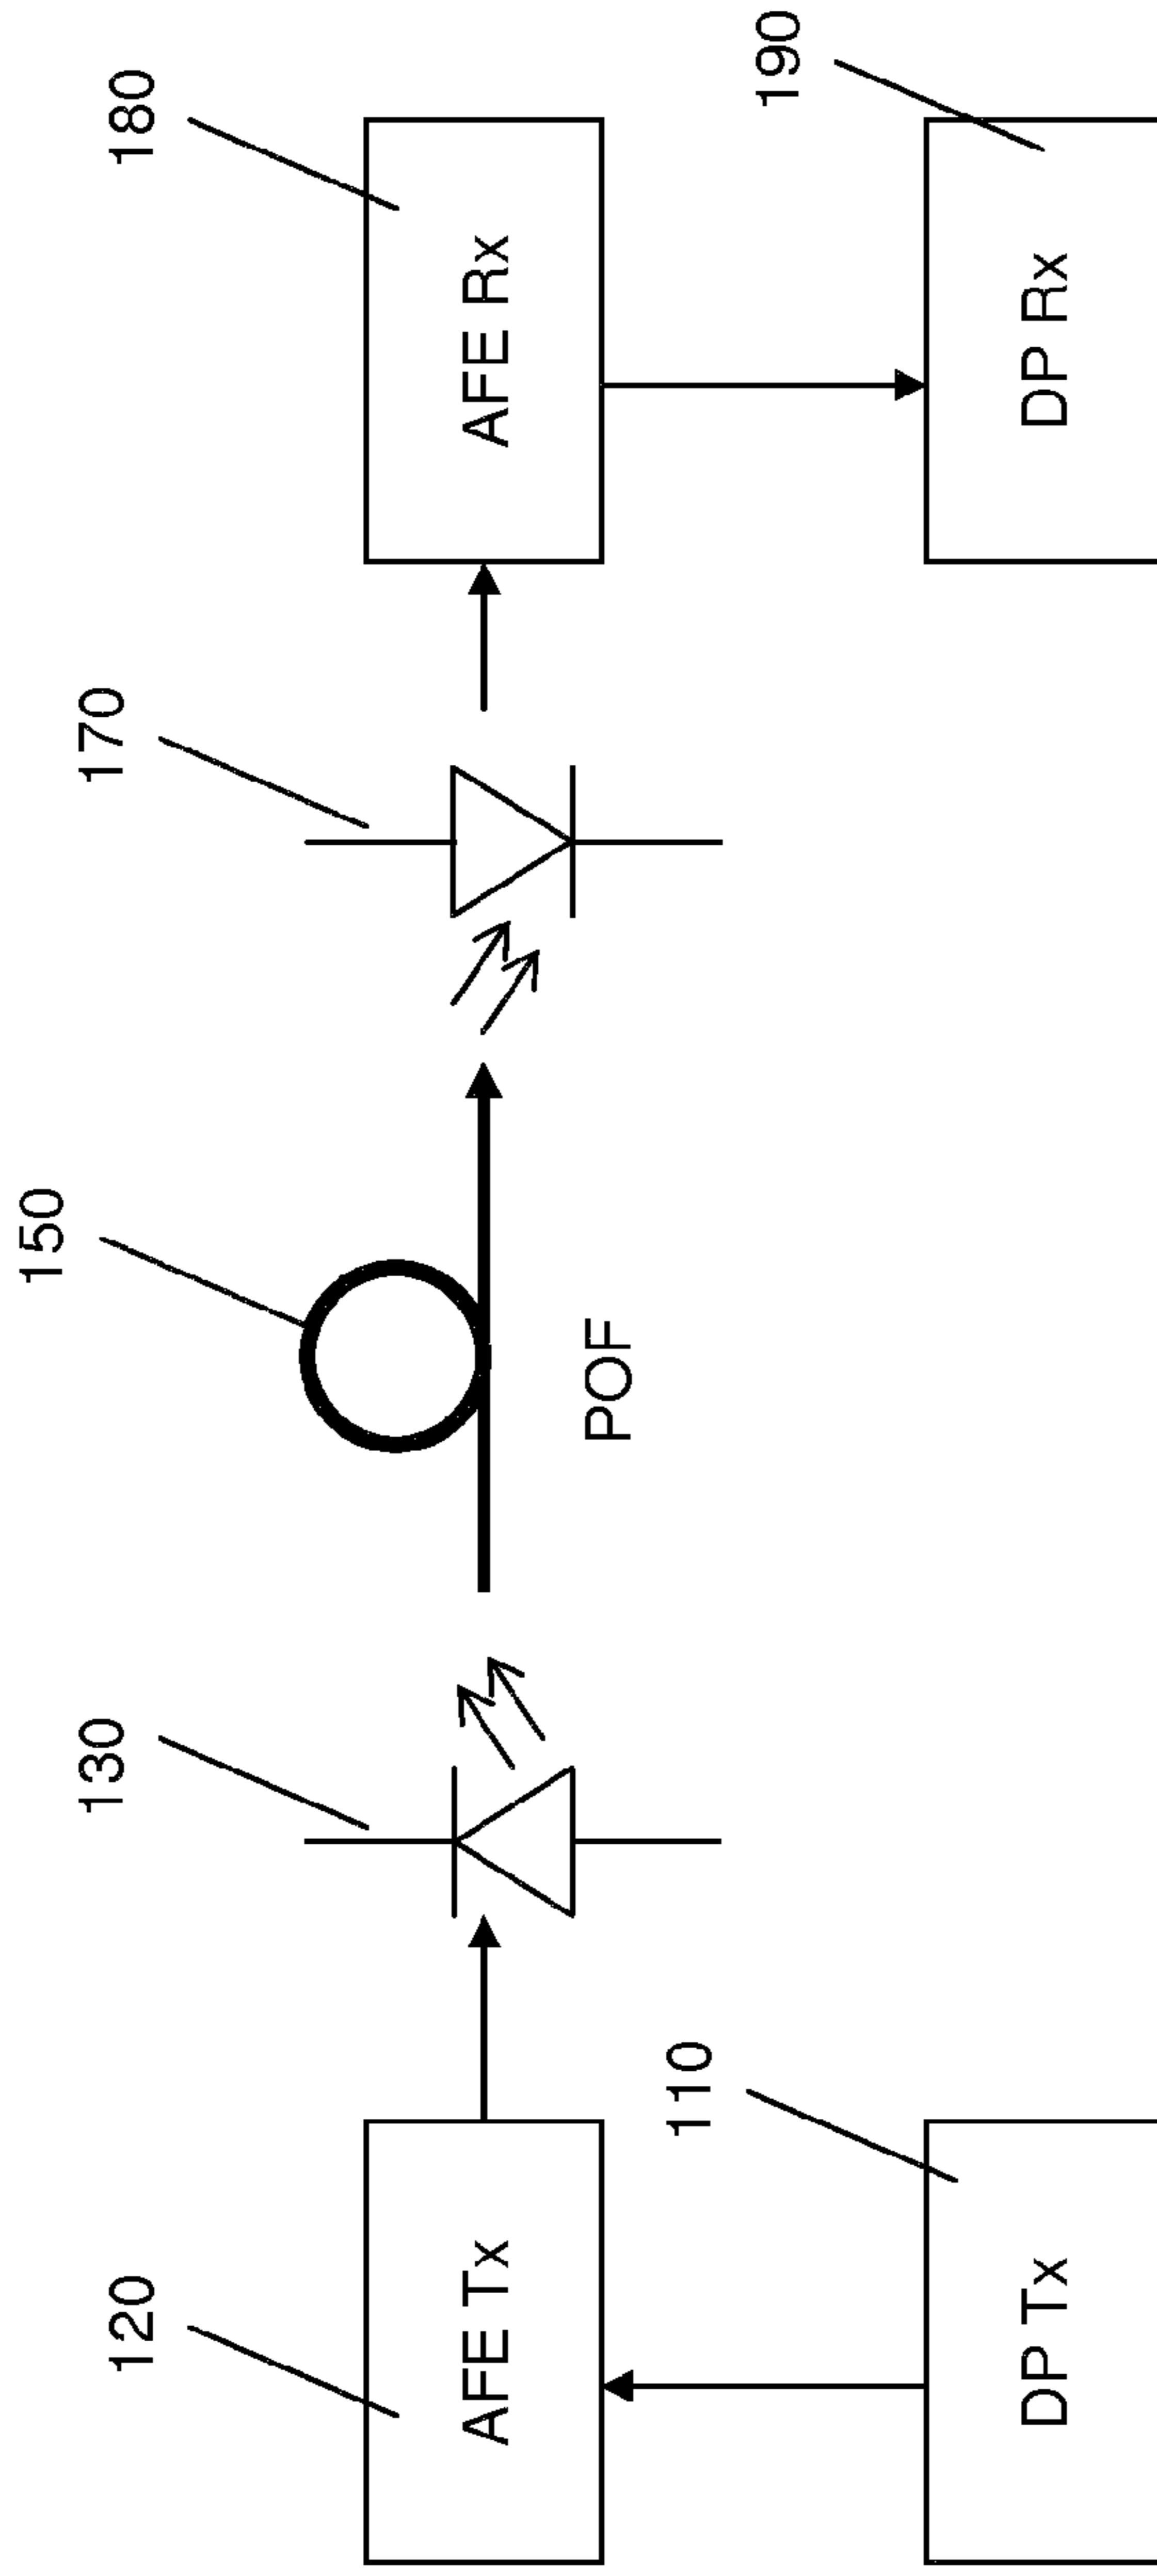 120
AFE Tx
110
DP Tx
130
150
POF
170
180
AFE Rx
190
DP Rx